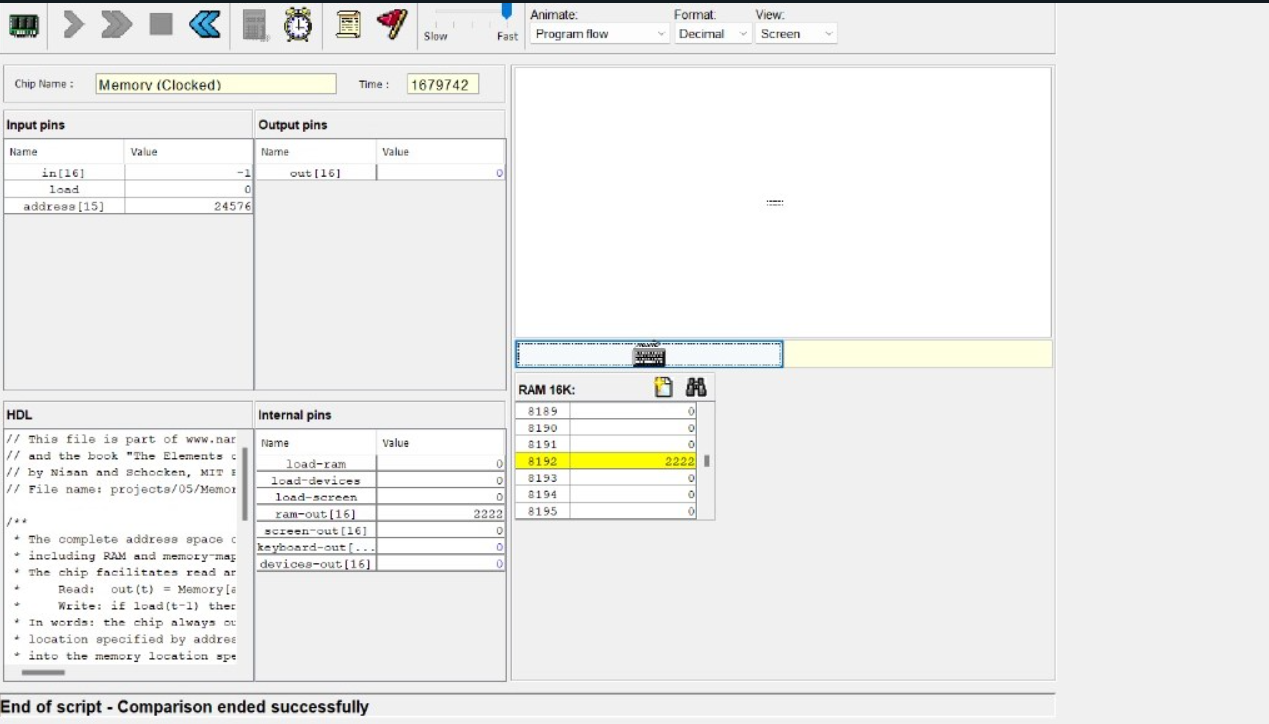 Slow Fast
Animate: Format: View:
Program flow Decimal Screen
Chip Name : Memory (Clocked) Time : 1679742
Input pins
Name Value
in[16] -1
load 0
address[15] 24576
Output pins
Name Value
out[16] 0
HDL
// This file is part of www.nan
// and the book "The Elements o
// by Nisan and Schocken, MIT P
// File name: projects/05/Memor
/**
* The complete address space o
* including RAM and memory-map
* The chip facilitates read an
* Read: out(t) = Memory[a
* Write: if load(t-1) then
* In words: the chip always ou
* location specified by addres
* into the memory location spe
Internal pins
Name Value
load-ram 0
load-devices 0
load-screen 0
ram-out[16] 2222
screen-out[16] 0
keyboard-out[... 0
devices-out[16] 0
RAM 16K:
8189 0
8190 0
8191 0
8192 2222
8193 0
8194 0
8195 0
End of script - Comparison ended successfully